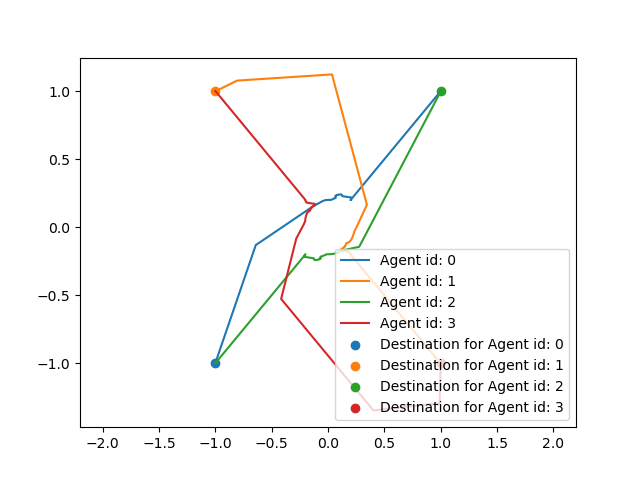 1.0
0.5
0.0
−0.5
−1.0
−2.0 −1.5 −1.0 −0.5 0.0 0.5 1.0 1.5 2.0
Agent id: 0
Agent id: 1
Agent id: 2
Agent id: 3
Destination for Agent id: 0
Destination for Agent id: 1
Destination for Agent id: 2
Destination for Agent id: 3